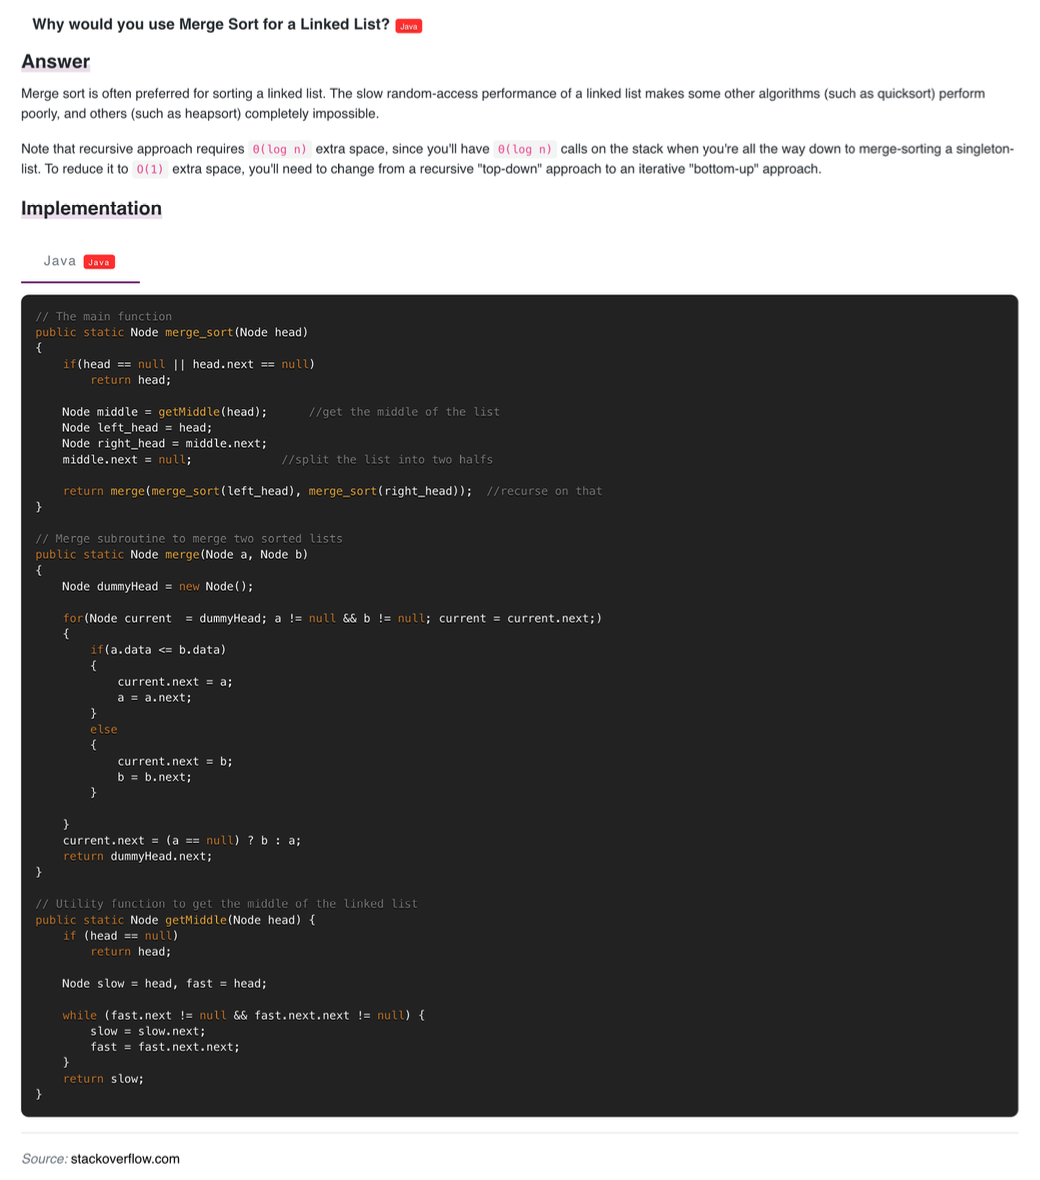 Why would you use Merge Sort for a Linked List? Java
Answer
Merge sort is often preferred for sorting a linked list. The slow random-access performance of a linked list makes some other algorithms (such as quicksort) perform
poorly, and others (such as heapsort) completely impossible.
Note that recursive approach requires Θ(log n) extra space, since you'll have Θ(log n) calls on the stack when you're all the way down to merge-sorting a singleton-
list. To reduce it to O(1) extra space, you'll need to change from a recursive "top-down" approach to an iterative "bottom-up" approach.
Implementation
Java Java
// The main function
public static Node merge_sort(Node head)
{
    if(head == null || head.next == null)
        return head;
    Node middle = getMiddle(head);      //get the middle of the list
    Node left_head = head;
    Node right_head = middle.next;
    middle.next = null;             //split the list into two halfs
    return merge(merge_sort(left_head), merge_sort(right_head));  //recurse on that
}
// Merge subroutine to merge two sorted lists
public static Node merge(Node a, Node b)
{
    Node dummyHead = new Node();
    for(Node current  = dummyHead; a != null && b != null; current = current.next;)
    {
        if(a.data <= b.data)
        {
            current.next = a;
            a = a.next;
        }
        else
        {
            current.next = b;
            b = b.next;
        }
    }
    current.next = (a == null) ? b : a;
    return dummyHead.next;
}
// Utility function to get the middle of the linked list
public static Node getMiddle(Node head) {
    if (head == null)
        return head;
    Node slow = head, fast = head;
    while (fast.next != null && fast.next.next != null) {
        slow = slow.next;
        fast = fast.next.next;
    }
    return slow;
}
Source: stackoverflow.com